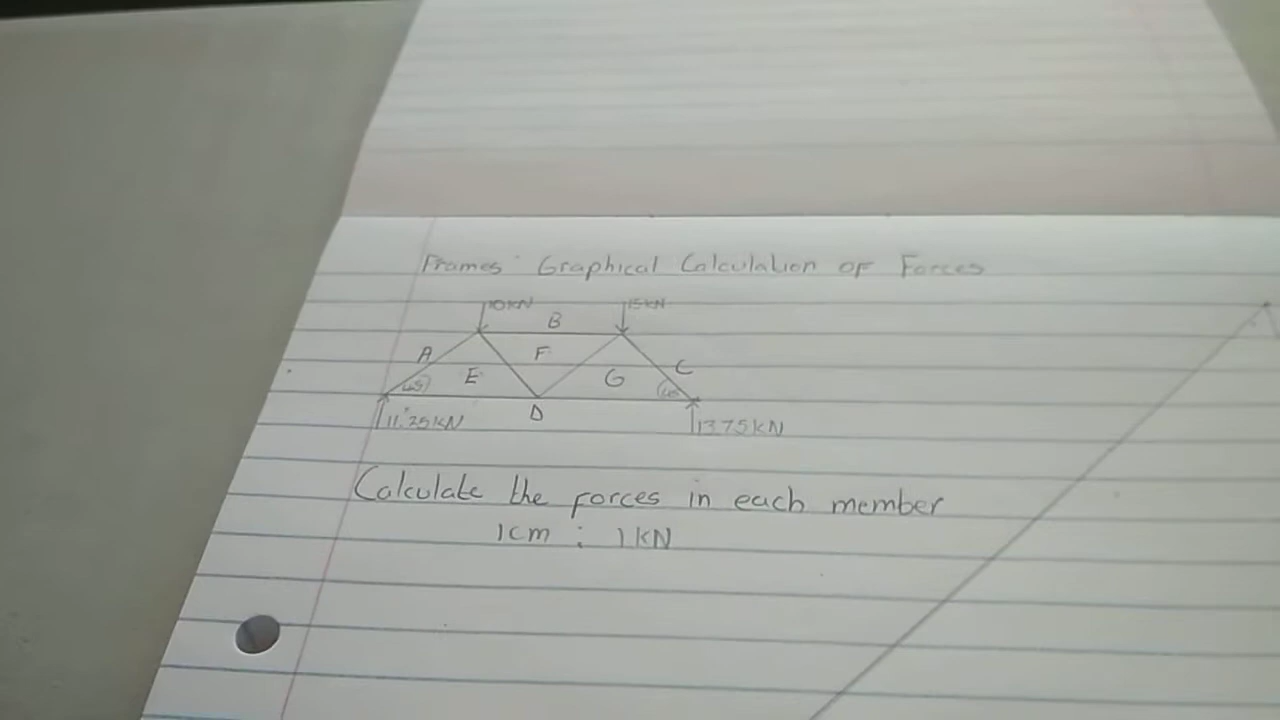 Frames: Graphical Calculation of Forces
10KN 15KN
B
A F C
E G
45
D
11.25KN 13.75KN
Calculate the forces in each member
1cm : 1KN